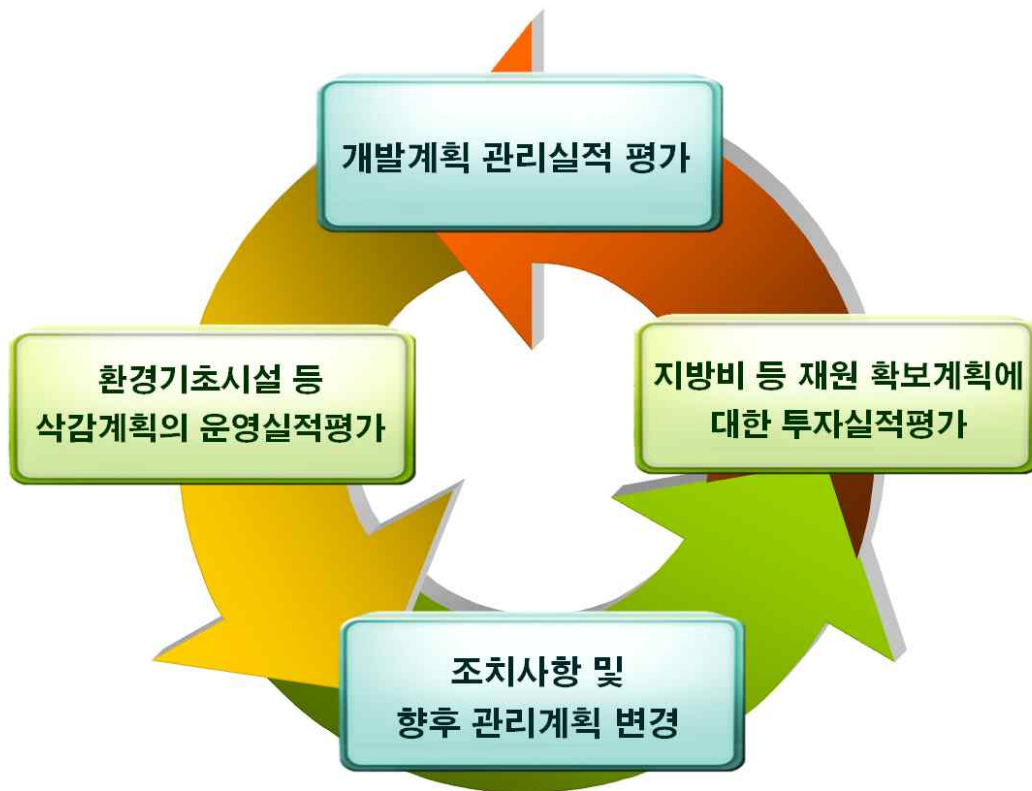 개발계획 관리실적 평가
환경기초시설 등
삭감계획의 운영실적평가
지방비 등 재원 확보계획에
대한 투자실적평가
조치사항 및
향후 관리계획 변경